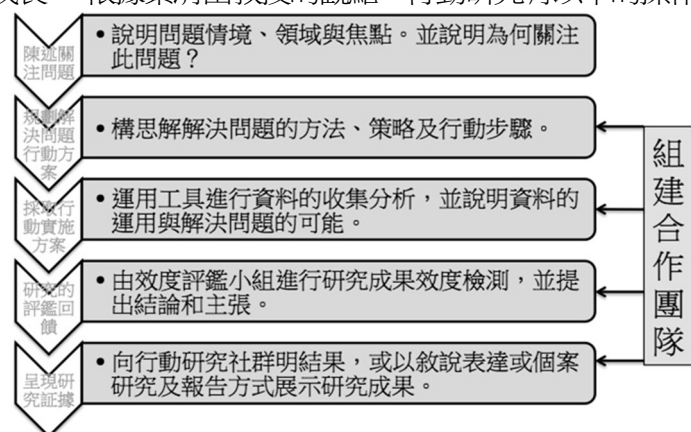 陳述關
注問題
• 說明問題情境、領域與焦點。並說明為何關注
此問題？
規劃解
決問題
行動方
案
• 構思解解決問題的方法、策略及行動步驟。
採取行
動實施
方案
• 運用工具進行資料的收集分析，並說明資料的
運用與解決問題的可能。
研究的
評鑑回
饋
• 由效度評鑑小組進行研究成果效度檢測，並提
出結論和主張。
呈現研
究証據
• 向行動研究社群明結果，或以敘說表達或個案
研究及報告方式展示研究成果。
組建合作團隊